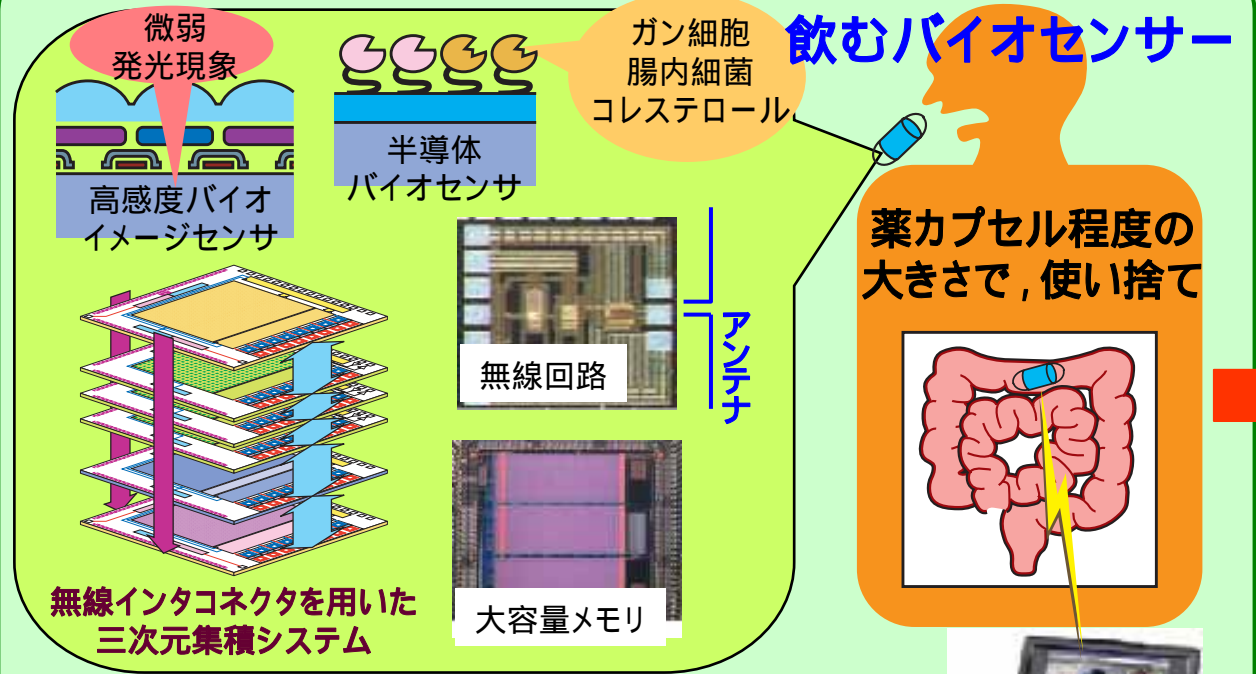 飲むバイオセンサー
微弱
発光現象
高感度バイオ
イメージセンサ
半導体
バイオセンサ
ガン細胞
腸内細菌
コレステロール
無線回路
アンテナ
大容量メモリ
無線インタコネクタを用いた
三次元集積システム
薬カプセル程度の
大きさで,使い捨て